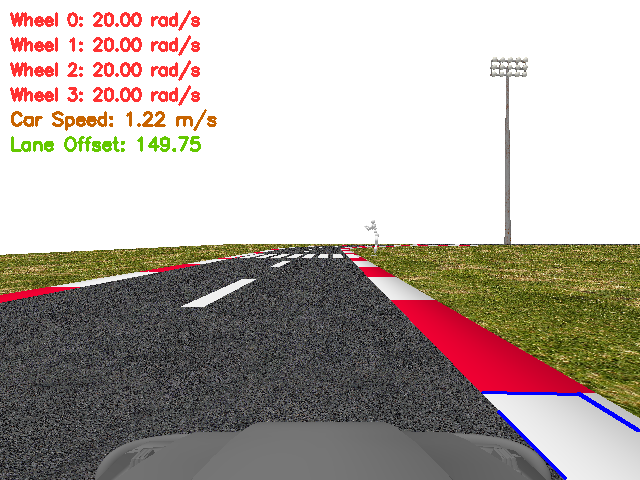 Wheel 0: 20.00 rad/s
Wheel 1: 20.00 rad/s
Wheel 2: 20.00 rad/s
Wheel 3: 20.00 rad/s
Car Speed: 1.22 m/s
Lane Offset: 149.75